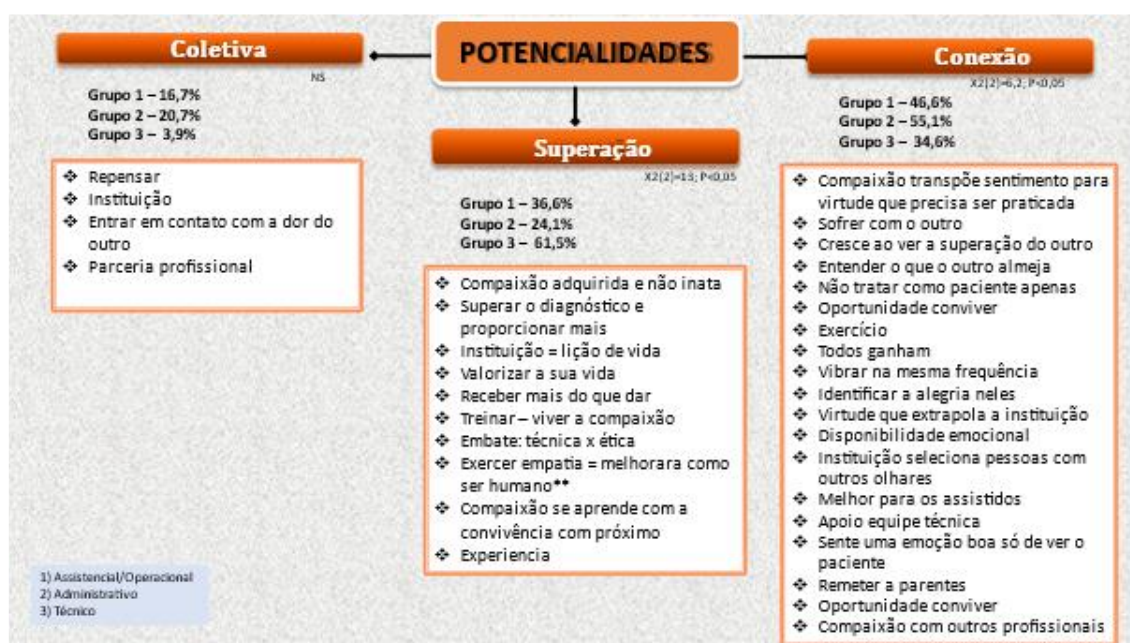 POTENCIALIDADES
Coletiva
NS
Grupo 1 – 16,7%
Grupo 2 – 20,7%
Grupo 3 – 3,9%
❖ Repensar
❖ Instituição
❖ Entrar em contato com a dor do
outro
❖ Parceria profissional
Superação
X2(2)=13; P<0,05
Grupo 1 – 36,6%
Grupo 2 – 24,1%
Grupo 3 – 61,5%
❖ Compaixão adquirida e não inata
❖ Superar o diagnóstico e
proporcionar mais
❖ Instituição = lição de vida
❖ Valorizar a sua vida
❖ Receber mais do que dar
❖ Treinar – viver a compaixão
❖ Embate: técnica x ética
❖ Exercer empatia = melhorara como
ser humano**
❖ Compaixão se aprende com a
convivência com próximo
❖ Experiencia
Conexão
X2(2)=6,2; P<0,05
Grupo 1 – 46,6%
Grupo 2 – 55,1%
Grupo 3 – 34,6%
❖ Compaixão transpõe sentimento para
virtude que precisa ser praticada
❖ Sofrer com o outro
❖ Cresce ao ver a superação do outro
❖ Entender o que o outro almeja
❖ Não tratar como paciente apenas
❖ Oportunidade conviver
❖ Exercício
❖ Todos ganham
❖ Vibrar na mesma frequência
❖ Identificar a alegria neles
❖ Virtude que extrapola a instituição
❖ Disponibilidade emocional
❖ Instituição seleciona pessoas com
outros olhares
❖ Melhor para os assistidos
❖ Apoio equipe técnica
❖ Sente uma emoção boa só de ver o
paciente
❖ Remeter a parentes
❖ Oportunidade conviver
❖ Compaixão com outros profissionais
1) Assistencial/Operacional
2) Administrativo
3) Técnico